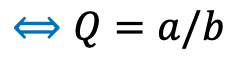 ⇔ Q = a/b